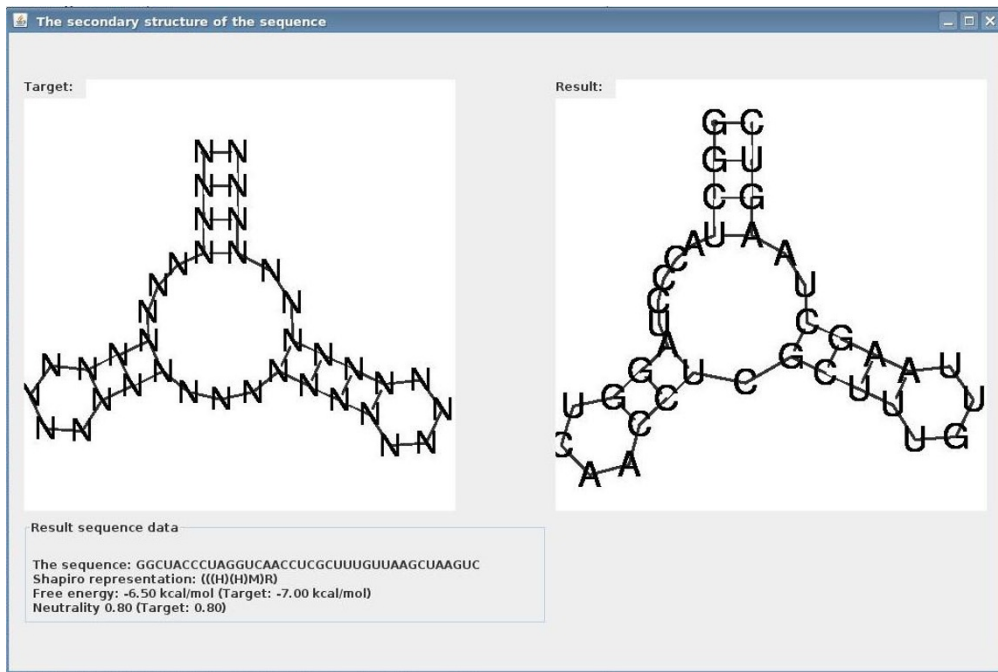 The secondary structure of the sequence
Target:
Result:
N N
N N
N N
N N
G C
G U
C G
U A
Result sequence data
The sequence: GGCUACCCUAGGUCAACCUCGCUUUGUUAAGCUAAGUC
Shapiro representation: (((H)(H)M)R)
Free energy: -6.50 kcal/mol (Target: -7.00 kcal/mol)
Neutrality 0.80 (Target: 0.80)